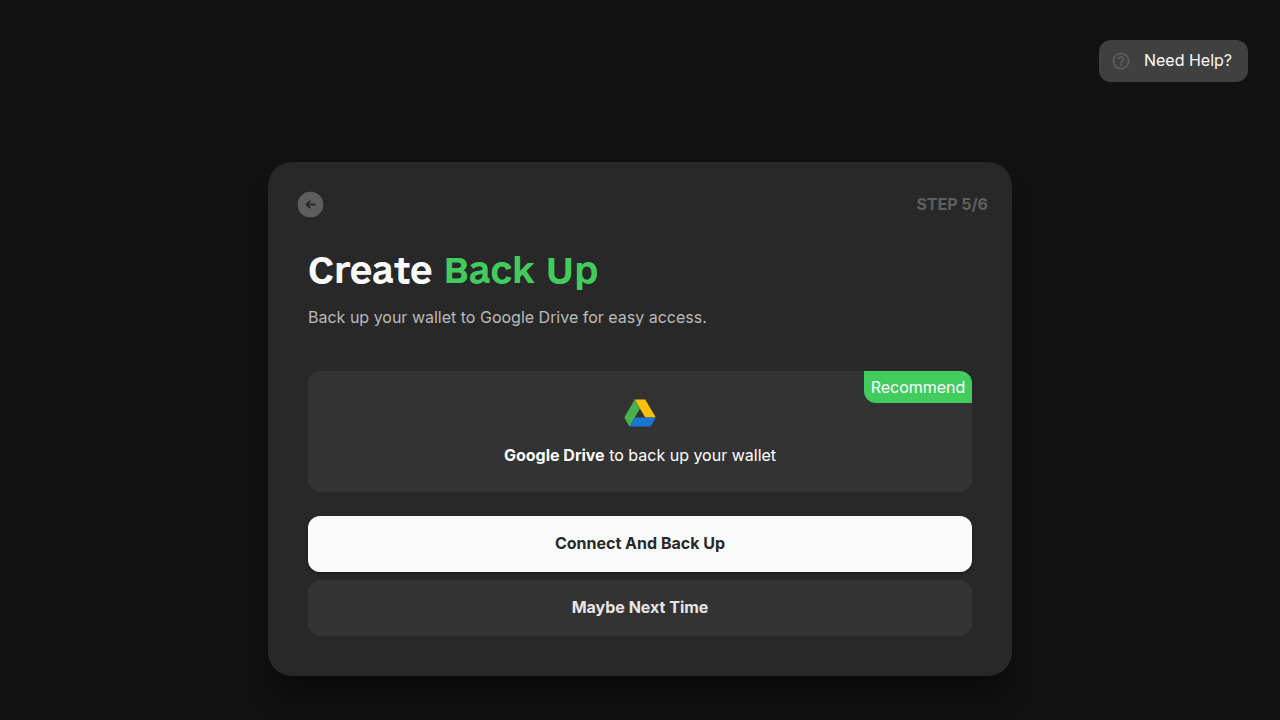 Need Help?
STEP 5/6
Create Back Up
Back up your wallet to Google Drive for easy access.
Recommend
Google Drive to back up your wallet
Connect And Back Up
Maybe Next Time